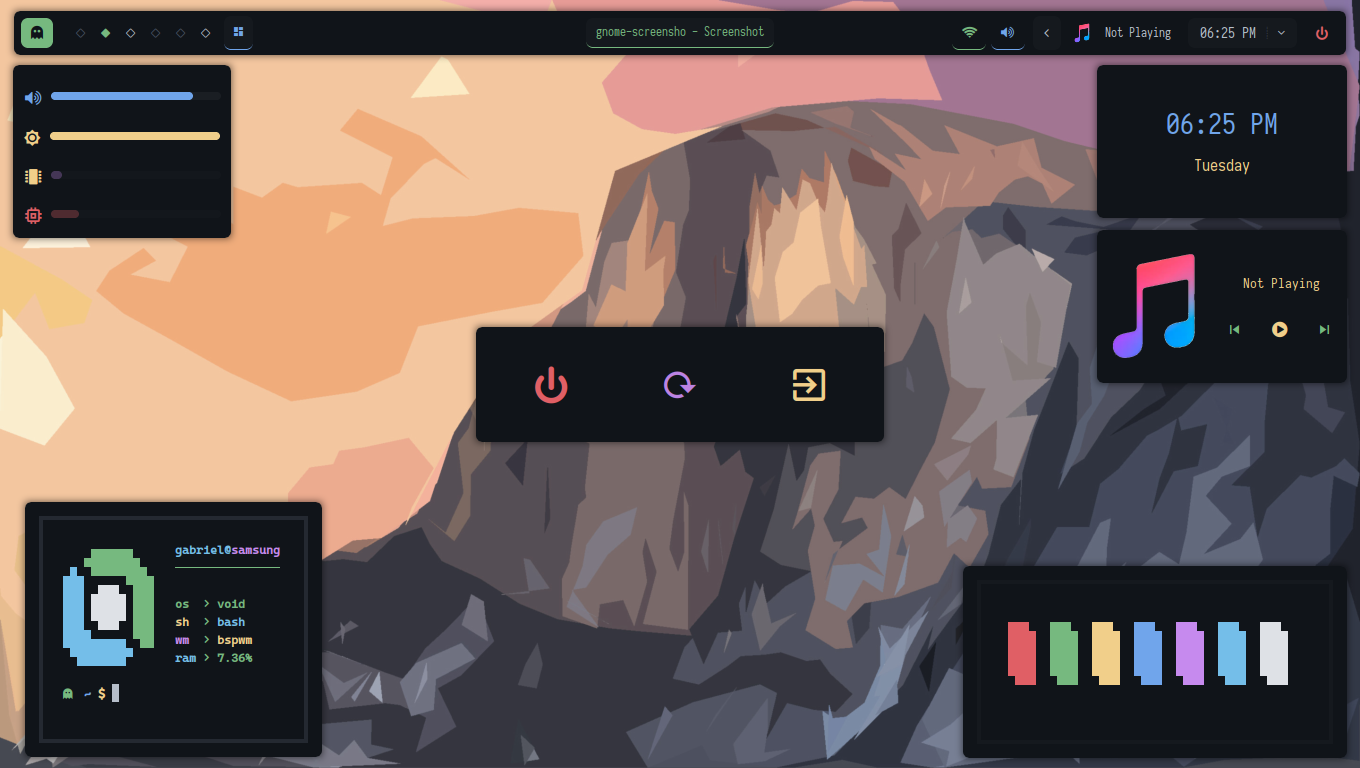 gnome-screensho - Screenshot
Not Playing
06:25 PM
06:25 PM
Tuesday
Not Playing
gabriel@samsung
os > void
sh > bash
wm > bspwm
ram > 7.36%
~ $